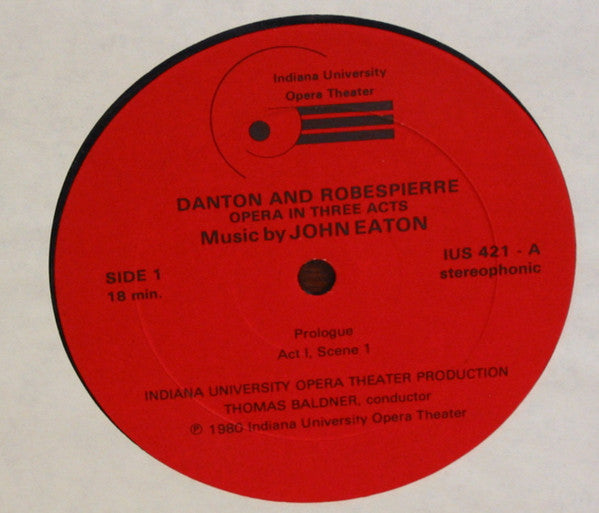 Indiana University
Opera Theater
DANTON AND ROBESPIERRE
OPERA IN THREE ACTS
Music by JOHN EATON
SIDE 1
18 min.
IUS 421 - A
stereophonic
Prologue
Act I, Scene 1
INDIANA UNIVERSITY OPERA THEATER PRODUCTION
THOMAS BALDNER, conductor
℗ 1980 Indiana University Opera Theater